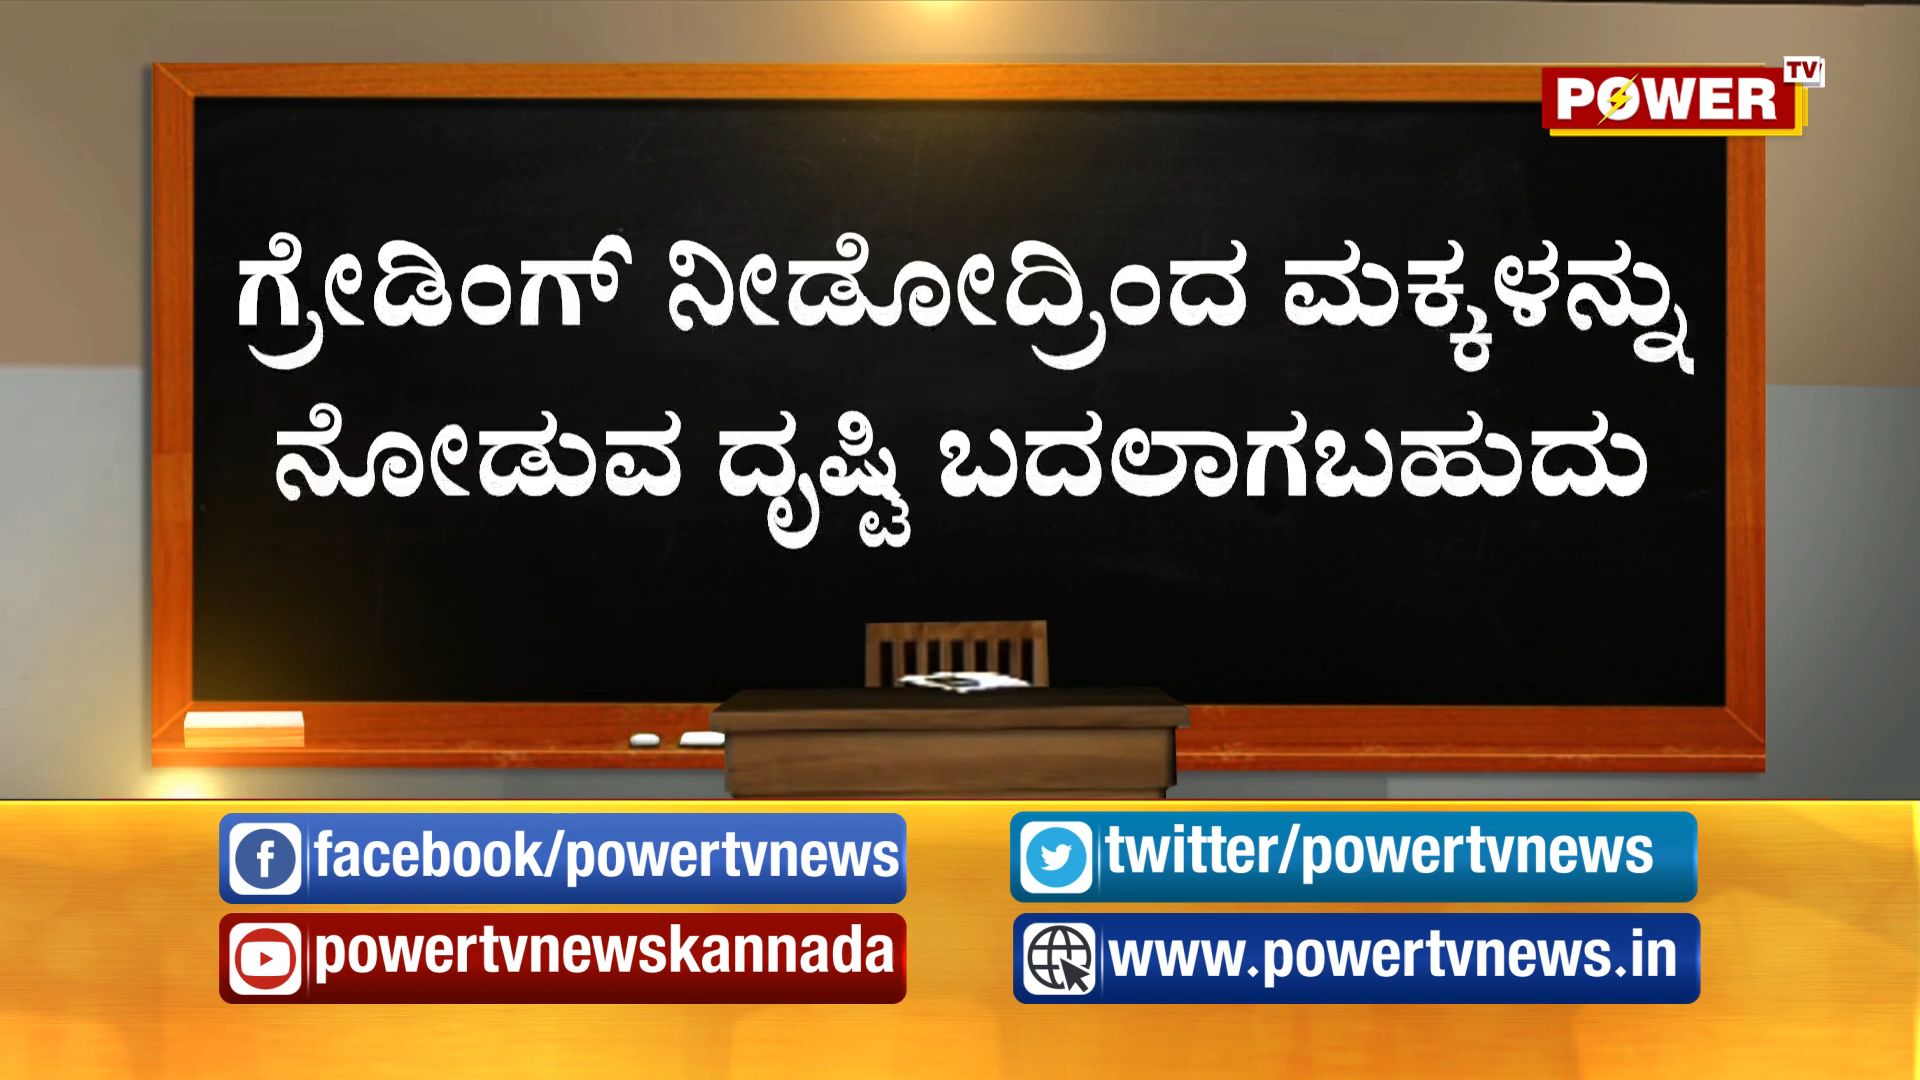 POWER TV
ಗ್ರೇಡಿಂಗ್ ನೀಡೋದ್ರಿಂದ ಮಕ್ಕಳನ್ನು
ನೋಡುವ ದೃಷ್ಟಿ ಬದಲಾಗಬಹುದು
facebook/powertvnews
twitter/powertvnews
powertvnewskannada
www.powertvnews.in